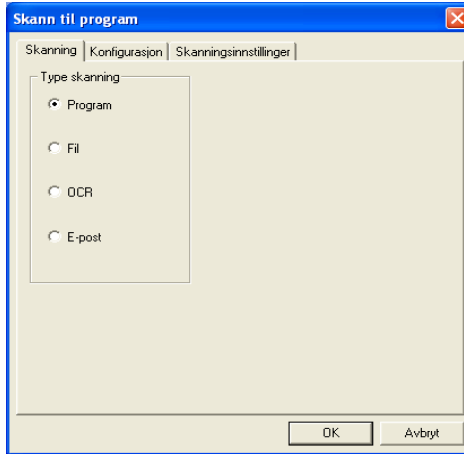 Skann til program
Skanning Konfigurasjon Skanningsinnstillinger
Type skanning
Program
Fil
OCR
E-post
OK Avbryt